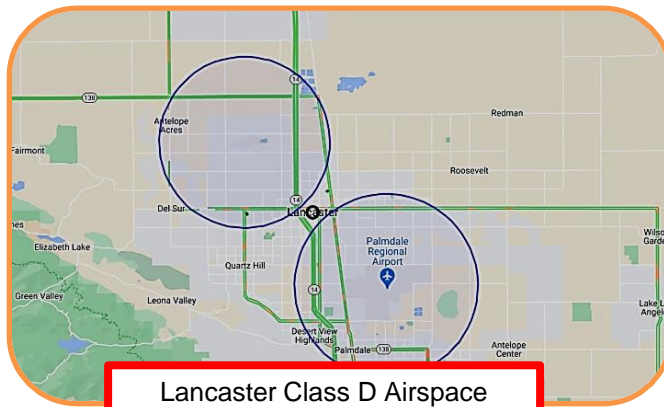 14
138
Antelope
Acres
Redman
Fairmont
Roosevelt
14
Del Sur
Lancaster
Palmdale
Regional
Airport
Elizabeth Lake
Quartz Hill
Green Valley
Leona Valley
14
Desert View
Highlands
Palmdale
138
Antelope
Center
Lancaster Class D Airspace